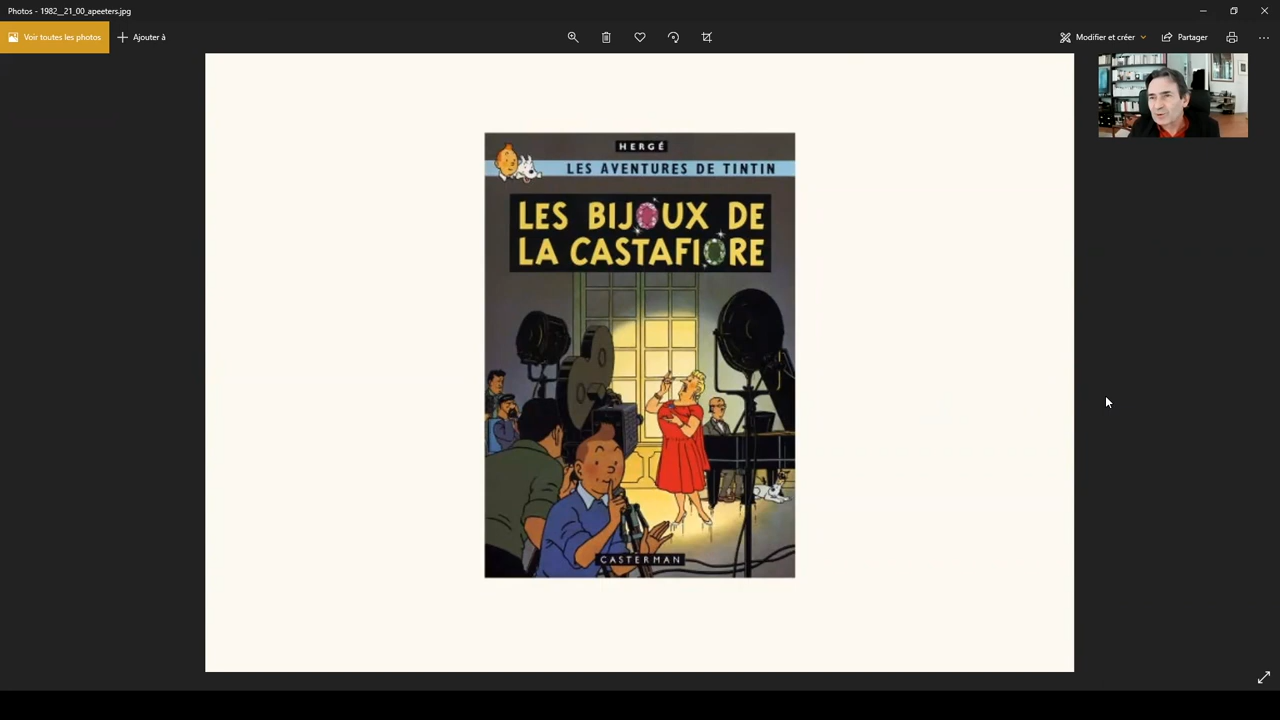 Photos - 1982__21_00_apeeters.jpg
Voir toutes les photos
Ajouter à
Modifier et créer
Partager
HERGÉ
LES AVENTURES DE TINTIN
LES BIJOUX DE
LA CASTAFIORE
CASTERMAN